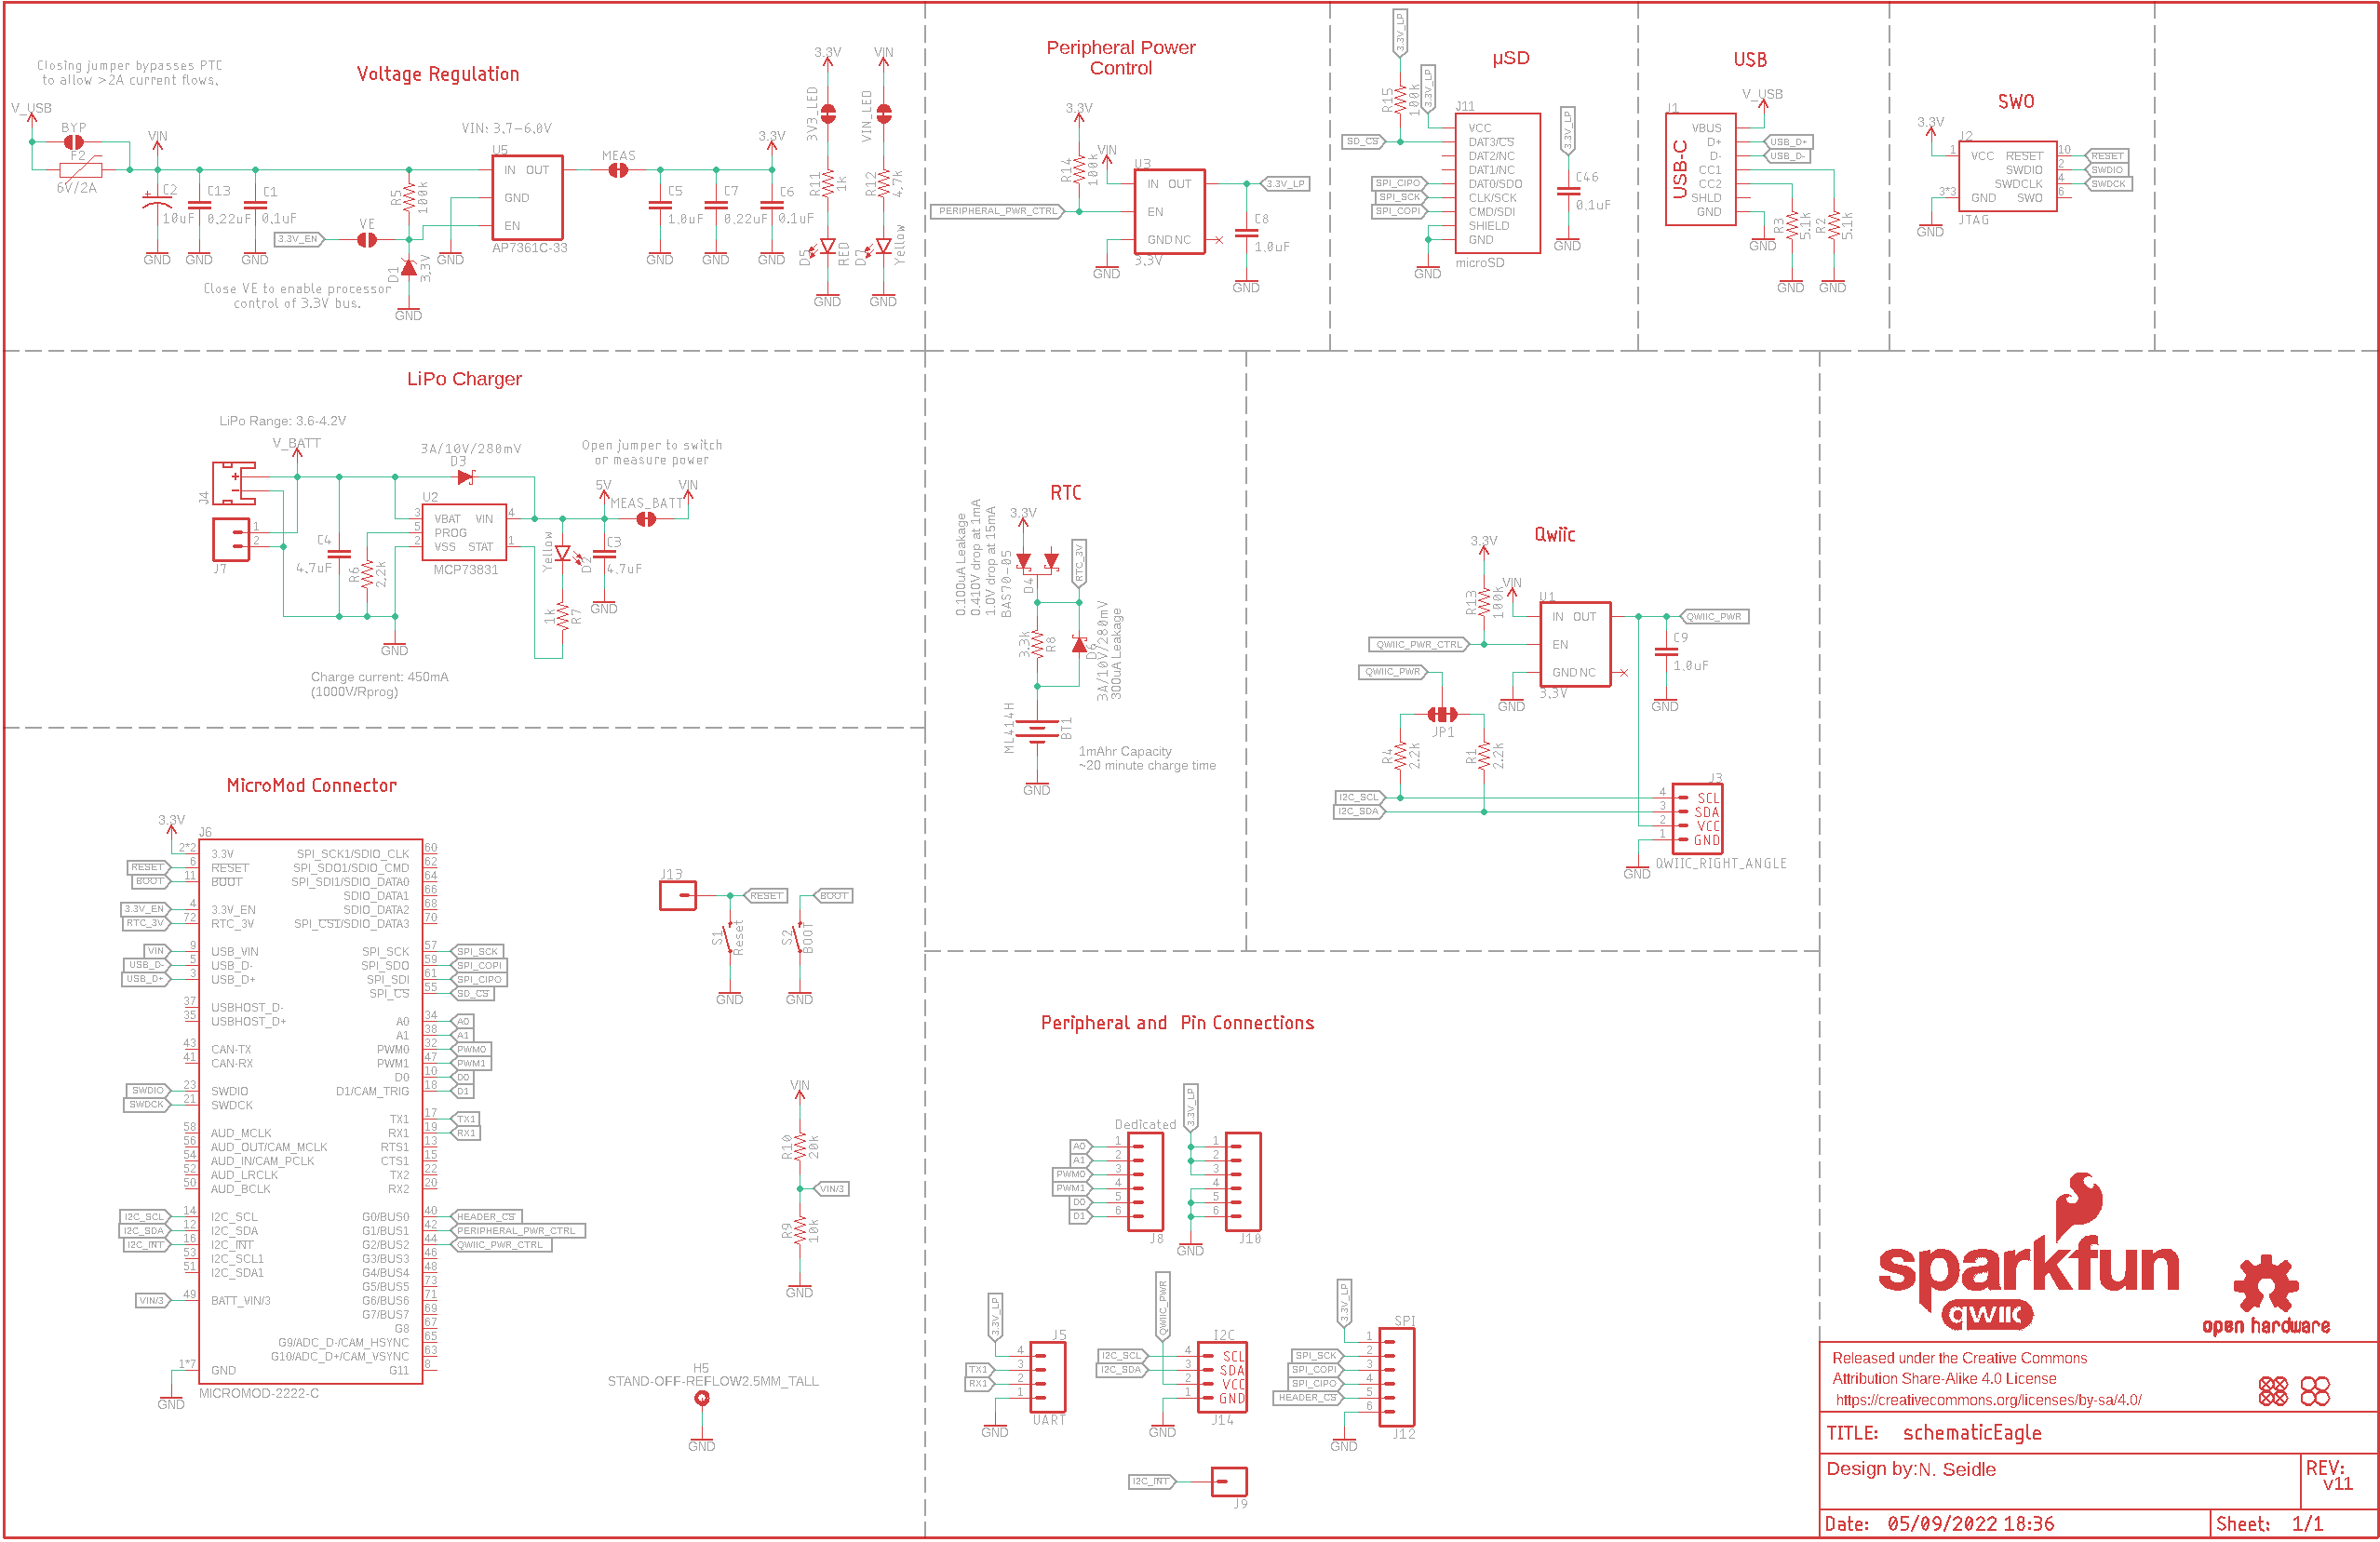 Voltage Regulation
Closing jumper bypasses PTC
to allow >2A current flows.
V_USB
BYP
F2
6V/2A
VIN
C2
10uF
C13
0.22uF
C1
0.1uF
GND
GND
GND
3.3V_EN
VE
R5
100k
D1
3.3V
GND
GND
Close VE to enable processor
control of 3.3V bus.
VIN: 3.7-6.0V
U5
IN OUT
GND
EN
AP7361C-33
MEAS
C5
1.0uF
C7
0.22uF
C6
0.1uF
3.3V
GND
GND
GND
3.3V
3V3_LED
R11
1k
D5
RED
GND
VIN
VIN_LED
R12
4.7k
D7
Yellow
GND
Peripheral Power
Control
3.3V
R14
100k
VIN
U3
IN OUT
EN
GND NC
3.3V
PERIPHERAL_PWR_CTRL
GND
3.3V_LP
C8
1.0uF
GND
µSD
3.3V_LP
R15
100k
3.3V_LP
J11
VCC
DAT3/CS
DAT2/NC
DAT1/NC
DAT0/SDO
CLK/SCK
CMD/SDI
SHIELD
GND
microSD
SD_CS
SPI_CIPO
SPI_SCK
SPI_COPI
GND
3.3V_LP
C46
0.1uF
GND
USB
J1
USB-C
VBUS
D+
D-
CC1
CC2
SHLD
GND
V_USB
USB_D+
USB_D-
GND
R3
5.1k
R2
5.1k
GND
GND
SWO
3.3V
J2
1
VCC RESET
SWDIO
SWDCLK
GND SWO
3*3
10
2
4
6
RESET
SWDIO
SWDCK
JTAG
GND
LiPo Charger
LiPo Range: 3.6-4.2V
V_BATT
J4
J7
1
2
C4
4.7uF
R6
2.2k
3A/10V/280mV
D3
U2
3
5
2
VBAT VIN
PROG
VSS STAT
4
1
MCP73831
GND
Yellow
D2
1k
R7
Open jumper to switch
or measure power
5V
VIN
MEAS_BATT
C3
4.7uF
GND
Charge current: 450mA
(1000V/Rprog)
RTC
0.100uA Leakage
0.410V drop at 1mA
1.0V drop at 15mA
BAS70-05
3.3V
D4
RTC_3V
3.3k
R8
D6
3A/10V/280mV
300uA Leakage
ML414H
BT1
1mAhr Capacity
~20 minute charge time
GND
Qwiic
3.3V
R13
100k
VIN
U1
IN OUT
EN
GND NC
3.3V
QWIIC_PWR_CTRL
QWIIC_PWR
GND
QWIIC_PWR
C9
1.0uF
GND
JP1
R4
2.2k
R1
2.2k
I2C_SCL
I2C_SDA
J3
4
3
2
1
SCL
SDA
VCC
GND
QWIIC_RIGHT_ANGLE
GND
MicroMod Connector
3.3V
J6
2*2 3.3V SPI_SCK1/SDIO_CLK 60
RESET 6 RESET SPI_SDO1/SDIO_CMD 62
BOOT 11 BOOT SPI_SDI1/SDIO_DATA0 64
SDIO_DATA1 66
3.3V_EN 4 3.3V_EN SDIO_DATA2 68
RTC_3V 72 RTC_3V SPI_CS1/SDIO_DATA3 70
VIN 9 USB_VIN SPI_SCK 57 SPI_SCK
USB_D- 5 USB_D- SPI_SDO 59 SPI_COPI
USB_D+ 3 USB_D+ SPI_SDI 61 SPI_CIPO
SPI_CS 55 SD_CS
37 USBHOST_D-
35 USBHOST_D+ A0 34 A0
A1 38 A1
43 CAN-TX PWM0 32 PWM0
41 CAN-RX PWM1 47 PWM1
D0 10 D0
SWDIO 23 SWDIO D1/CAM_TRIG 18 D1
SWDCK 21 SWDCK
TX1 17 TX1
58 AUD_MCLK RX1 19 RX1
56 AUD_OUT/CAM_MCLK RTS1 13
54 AUD_IN/CAM_PCLK CTS1 15
52 AUD_LRCLK TX2 22
50 AUD_BCLK RX2 20
I2C_SCL 14 I2C_SCL G0/BUS0 40 HEADER_CS
I2C_SDA 12 I2C_SDA G1/BUS1 42 PERIPHERAL_PWR_CTRL
I2C_INT 16 I2C_INT G2/BUS2 44 QWIIC_PWR_CTRL
53 I2C_SCL1 G3/BUS3 46
51 I2C_SDA1 G4/BUS4 48
G5/BUS5 73
VIN/3 49 BATT_VIN/3 G6/BUS6 71
G7/BUS7 69
G8 67
G9/ADC_D-/CAM_HSYNC 65
G10/ADC_D+/CAM_VSYNC 63
1*7 GND G11 8
MICROMOD-2222-C
GND
J13
RESET
BOOT
S1
Reset
S2
BOOT
GND
GND
VIN
R10
20k
VIN/3
R9
10k
GND
H5
STAND-OFF-REFLOW2.5MM_TALL
GND
Peripheral and Pin Connections
Dedicated
A0 1
A1 2
PWM0 3
PWM1 4
D0 5
D1 6
J8
3.3V_LP
1
2
3
4
5
6
GND
J10
3.3V_LP
J5
4
TX1 3
RX1 2
1
UART
GND
QWIIC_PWR
I2C
I2C_SCL 4 SCL
I2C_SDA 3 SDA
2 VCC
1 GND
J14
GND
3.3V_LP
SPI
1
SPI_SCK 2
SPI_COPI 3
SPI_CIPO 4
HEADER_CS 5
6
J12
GND
I2C_INT
J9
sparkfun
qwiic
open hardware
Released under the Creative Commons
Attribution Share-Alike 4.0 License
https://creativecommons.org/licenses/by-sa/4.0/
TITLE: schematicEagle
Design by:N. Seidle
REV:
v11
Date: 05/09/2022 18:36
Sheet: 1/1